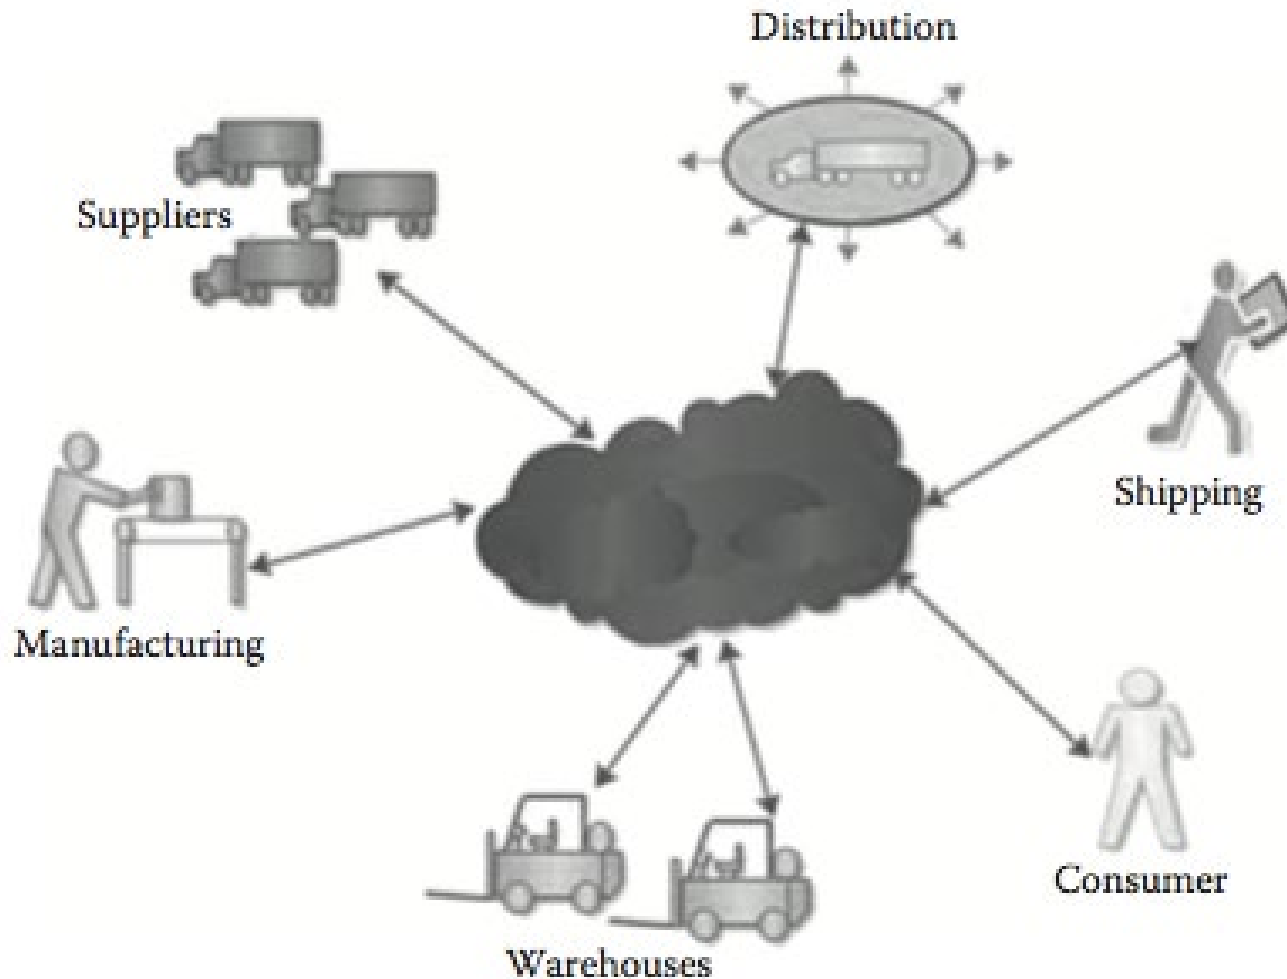 Distribution
Suppliers
Shipping
Manufacturing
Consumer
Warehouses